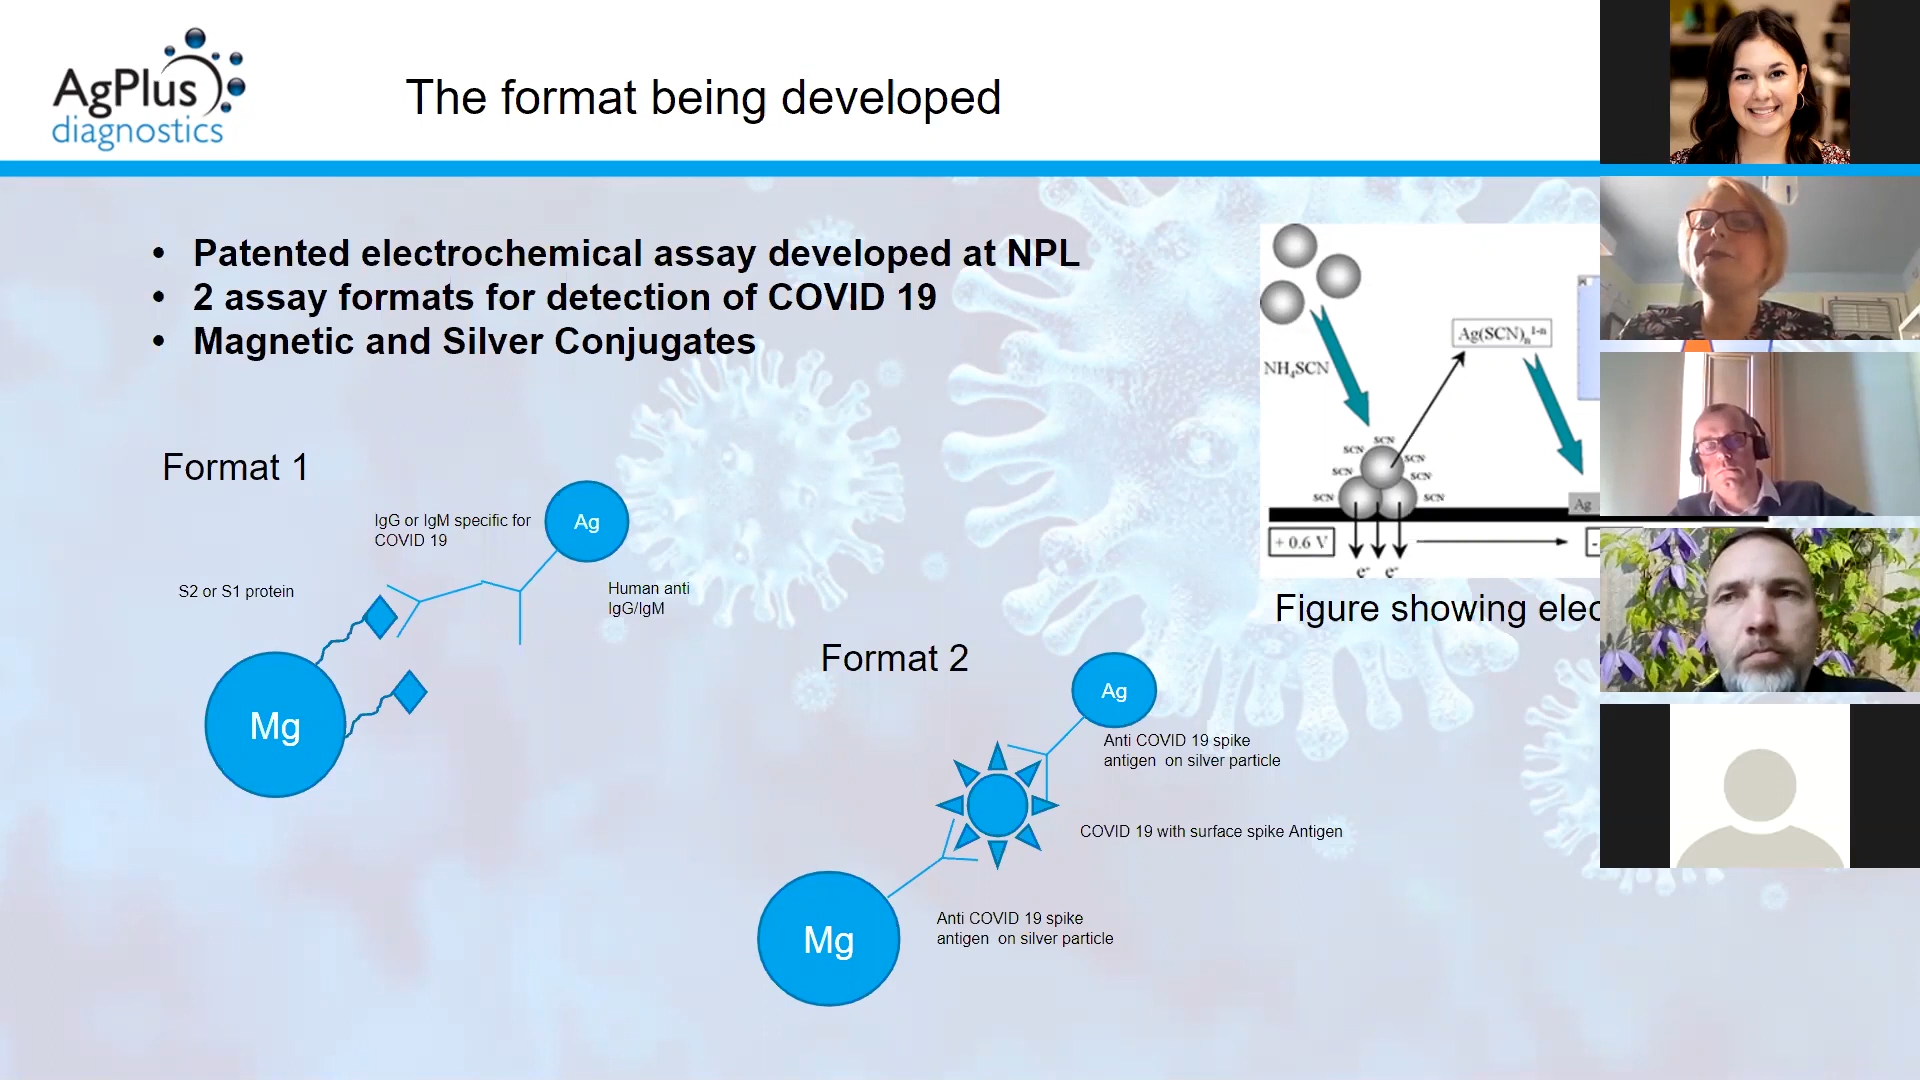 AgPlus
diagnostics
The format being developed
• Patented electrochemical assay developed at NPL
• 2 assay formats for detection of COVID 19
• Magnetic and Silver Conjugates
Format 1
IgG or IgM specific for
COVID 19
Ag
S2 or S1 protein
Human anti
IgG/IgM
Mg
Format 2
Ag
Anti COVID 19 spike
antigen on silver particle
COVID 19 with surface spike Antigen
Anti COVID 19 spike
antigen on silver particle
Mg
Ag(SCN)n1-n
NH4SCN
SCN
SCN
SCN
SCN
SCN
SCN
SCN
Ag
+ 0.6 V
-
e- e-
Figure showing elec